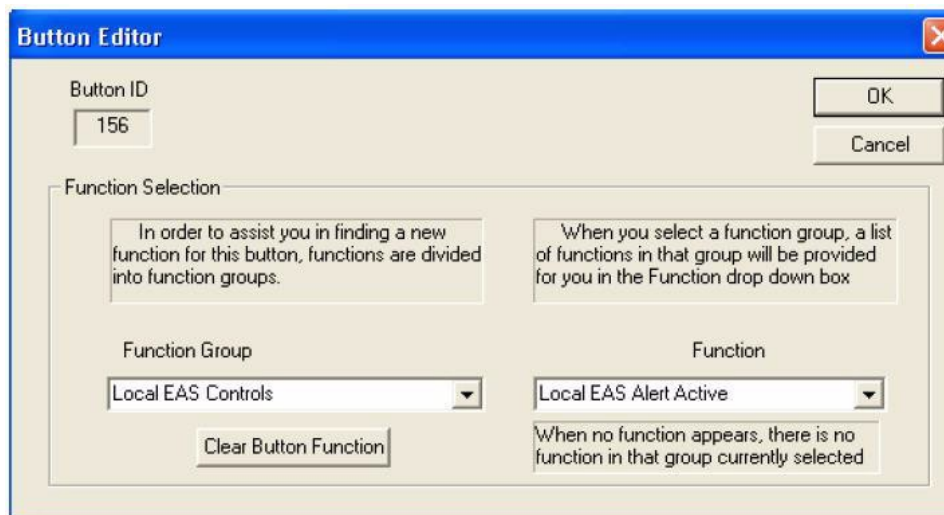 Button Editor
Button ID
156
OK
Cancel
Function Selection
In order to assist you in finding a new
function for this button, functions are divided
into function groups.
When you select a function group, a list
of functions in that group will be provided
for you in the Function drop down box
Function Group
Function
Local EAS Controls
Local EAS Alert Active
Clear Button Function
When no function appears, there is no
function in that group currently selected